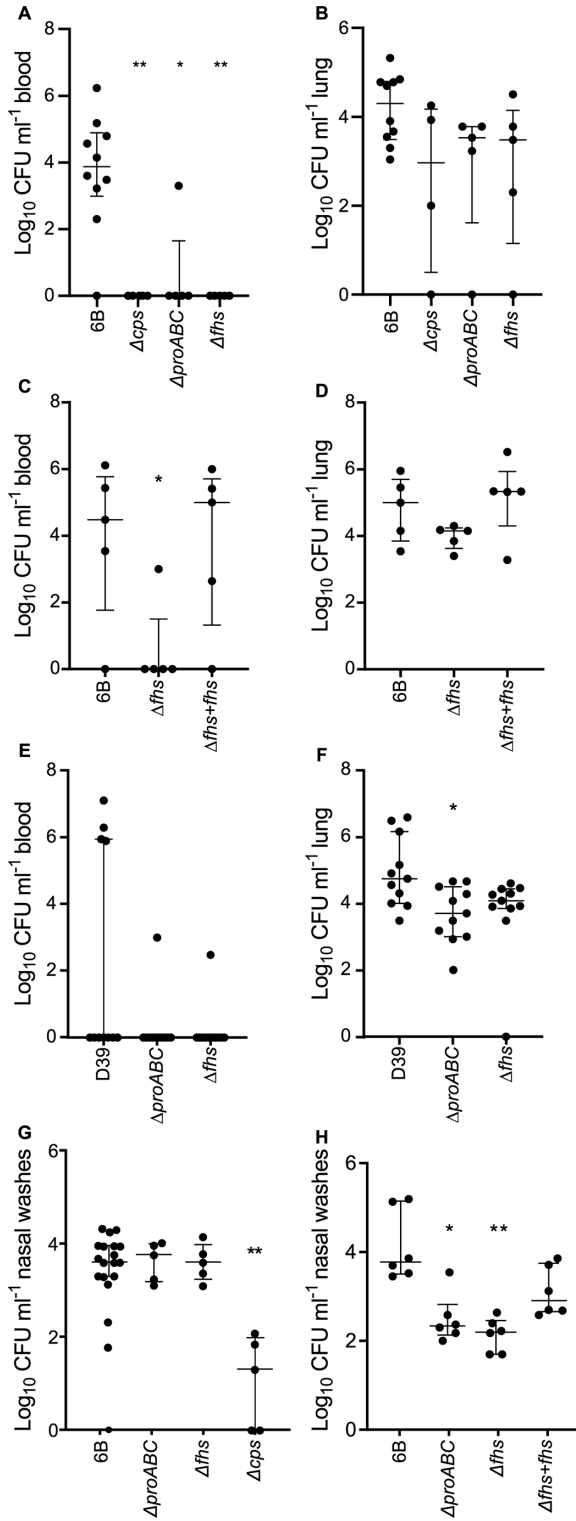 A
Log10 CFU ml-1 blood
8
6
4
2
0
** * **
6B ΔCps ΔproABC Δfhs
B
Log10 CFU ml-1 lung
6
4
2
0
6B Δcps ΔproABC Δfhs
C
Log10 CFU ml-1 blood
8
6
4
2
0
*
6B Δfhs Δfhs+fhs
D
Log10 CFU ml-1 lung
8
6
4
2
0
6B Δfhs Δfhs+fhs
E
Log10 CFU ml-1 blood
8
6
4
2
0
D39 ΔproABC Δfhs
F
Log10 CFU ml-1 lung
8
6
4
2
0
*
D39 ΔproABC Δfhs
G
Log10 CFU ml-1 nasal washes
6
4
2
0
**
6B ΔproABC Δfhs Δcps
H
Log10 CFU ml-1 nasal washes
6
4
2
0
* **
6B ΔproABC Δfhs Δfhs+fhs